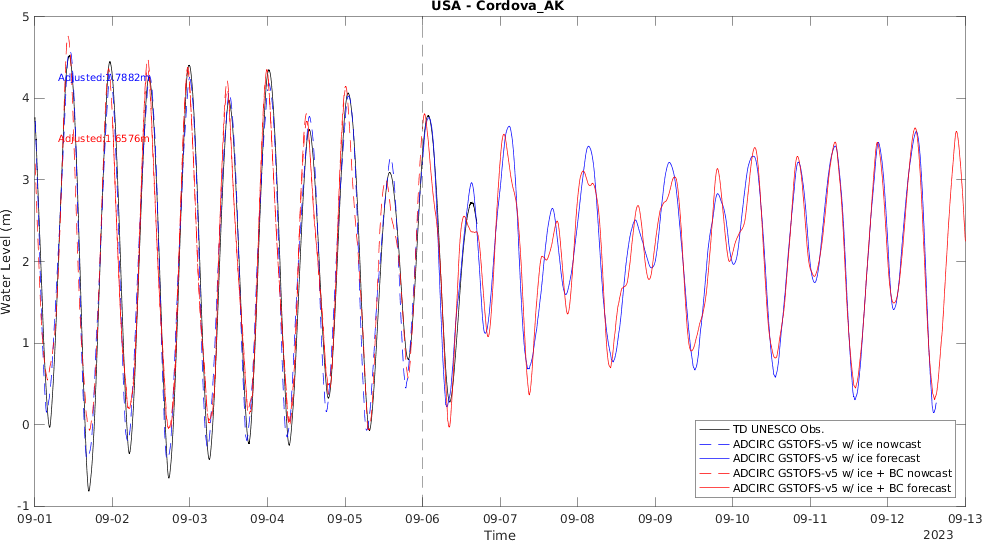 USA - Cordova_AK
Water Level (m)
5
4
3
2
1
0
-1
Adjusted:1.7882m
Adjusted:1.6576m
TD UNESCO Obs.
ADCIRC GSTOFS-v5 w/ ice nowcast
ADCIRC GSTOFS-v5 w/ ice forecast
ADCIRC GSTOFS-v5 w/ ice + BC nowcast
ADCIRC GSTOFS-v5 w/ ice + BC forecast
09-01 09-02 09-03 09-04 09-05 09-06 09-07 09-08 09-09 09-10 09-11 09-12 09-13
Time
2023